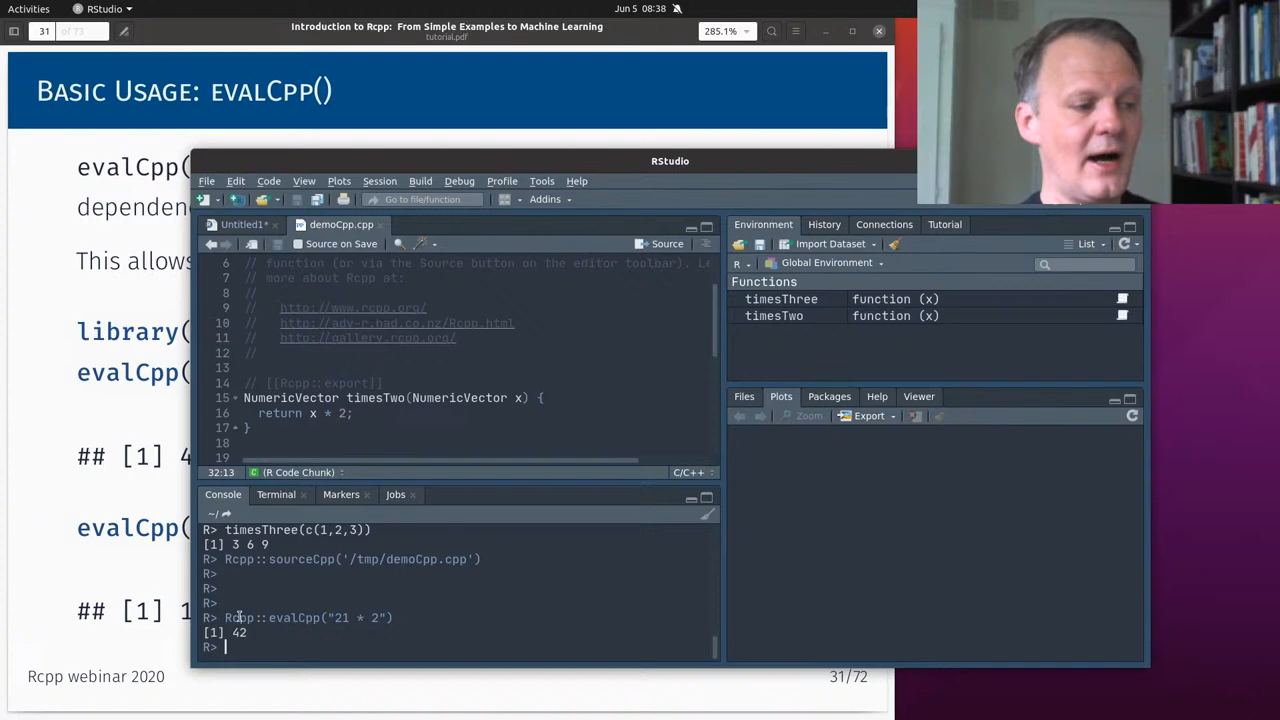 Activities RStudio Jun 5 08:38
31 of 73 Introduction to Rcpp: From Simple Examples to Machine Learning 285.1%
tutorial.pdf
BASIC USAGE: EVALCPP()
evalCpp(
depende
This allows
library(
evalCpp(
## [1] 4
evalCpp(
## [1] 1
Rcpp webinar 2020 31/72
RStudio
File Edit Code View Plots Session Build Debug Profile Tools Help
Go to file/function Addins
Untitled1* demoCpp.cpp
Source on Save Source
6 // function (or via the Source button on the editor toolbar). Le
7 // more about Rcpp at:
8 //
9 // http://www.rcpp.org/
10 // http://adv-r.had.co.nz/Rcpp.html
11 // http://gallery.rcpp.org/
12 //
13
14 // [[Rcpp::export]]
15 NumericVector timesTwo(NumericVector x) {
16 return x * 2;
17 }
18
19
32:13 (R Code Chunk) C/C++
Console Terminal Markers Jobs
~/
R> timesThree(c(1,2,3))
[1] 3 6 9
R> Rcpp::sourceCpp('/tmp/demoCpp.cpp')
R>
R>
R>
R> Rcpp::evalCpp("21 * 2")
[1] 42
R>
Environment History Connections Tutorial
Import Dataset List
R Global Environment
Functions
timesThree function (x)
timesTwo function (x)
Files Plots Packages Help Viewer
Zoom Export